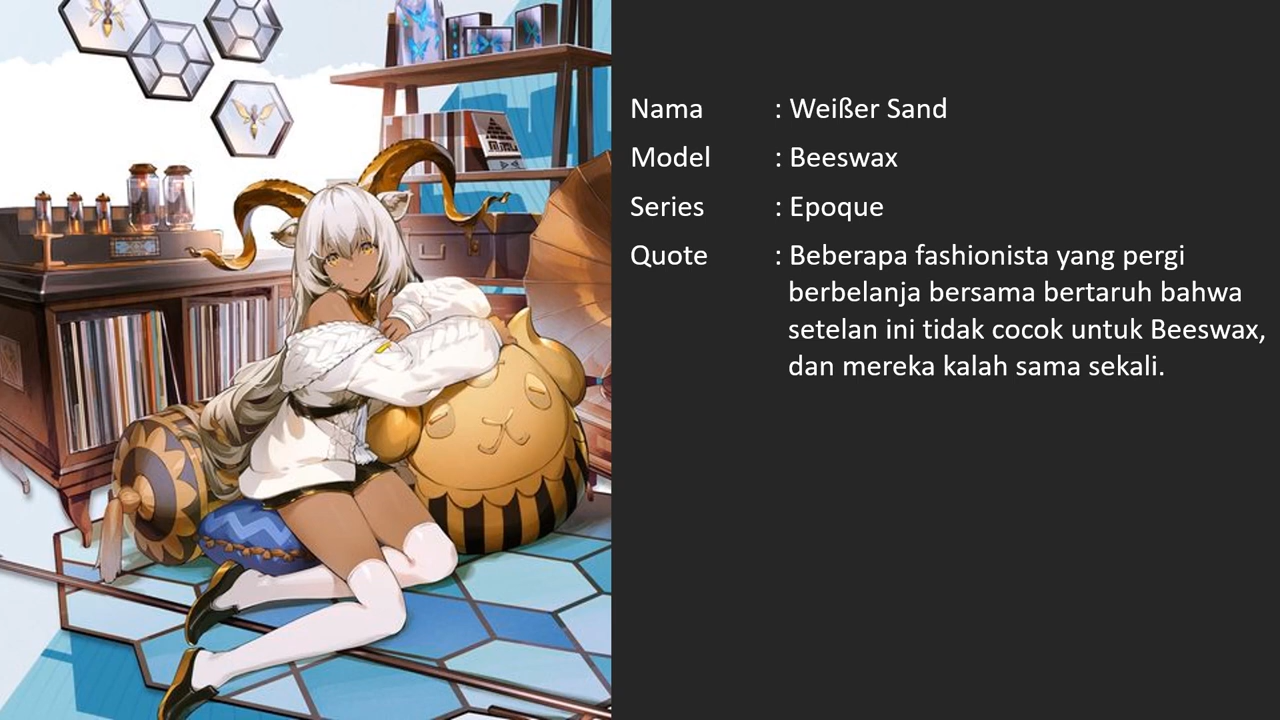 Nama : Weißer Sand
Model : Beeswax
Series : Epoque
Quote : Beberapa fashionista yang pergi
berbelanja bersama bertaruh bahwa
setelan ini tidak cocok untuk Beeswax,
dan mereka kalah sama sekali.